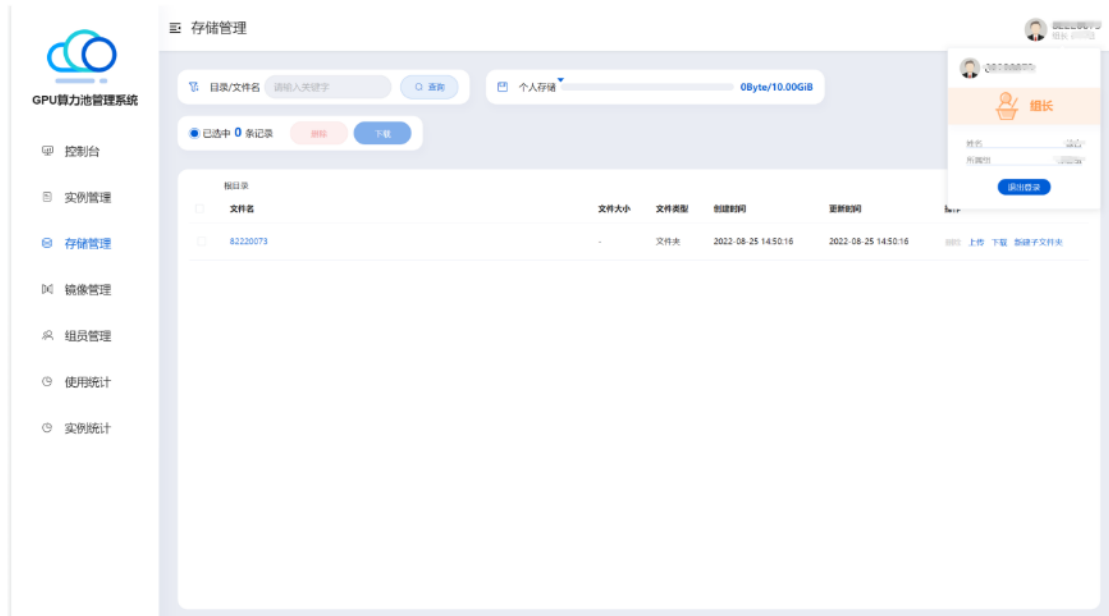 存储管理
组长
GPU算力池管理系统
目录/文件名 请输入关键字 查询 个人存储 0Byte/10.00GiB
组长
已选中 0 条记录 删除 下载
姓名
所属组
退出登录
控制台
实例管理
存储管理
镜像管理
组员管理
使用统计
实例统计
根目录
文件名 文件大小 文件类型 创建时间 更新时间
82220073 - 文件夹 2022-08-25 14:50:16 2022-08-25 14:50:16 删除 上传 下载 新建子文件夹